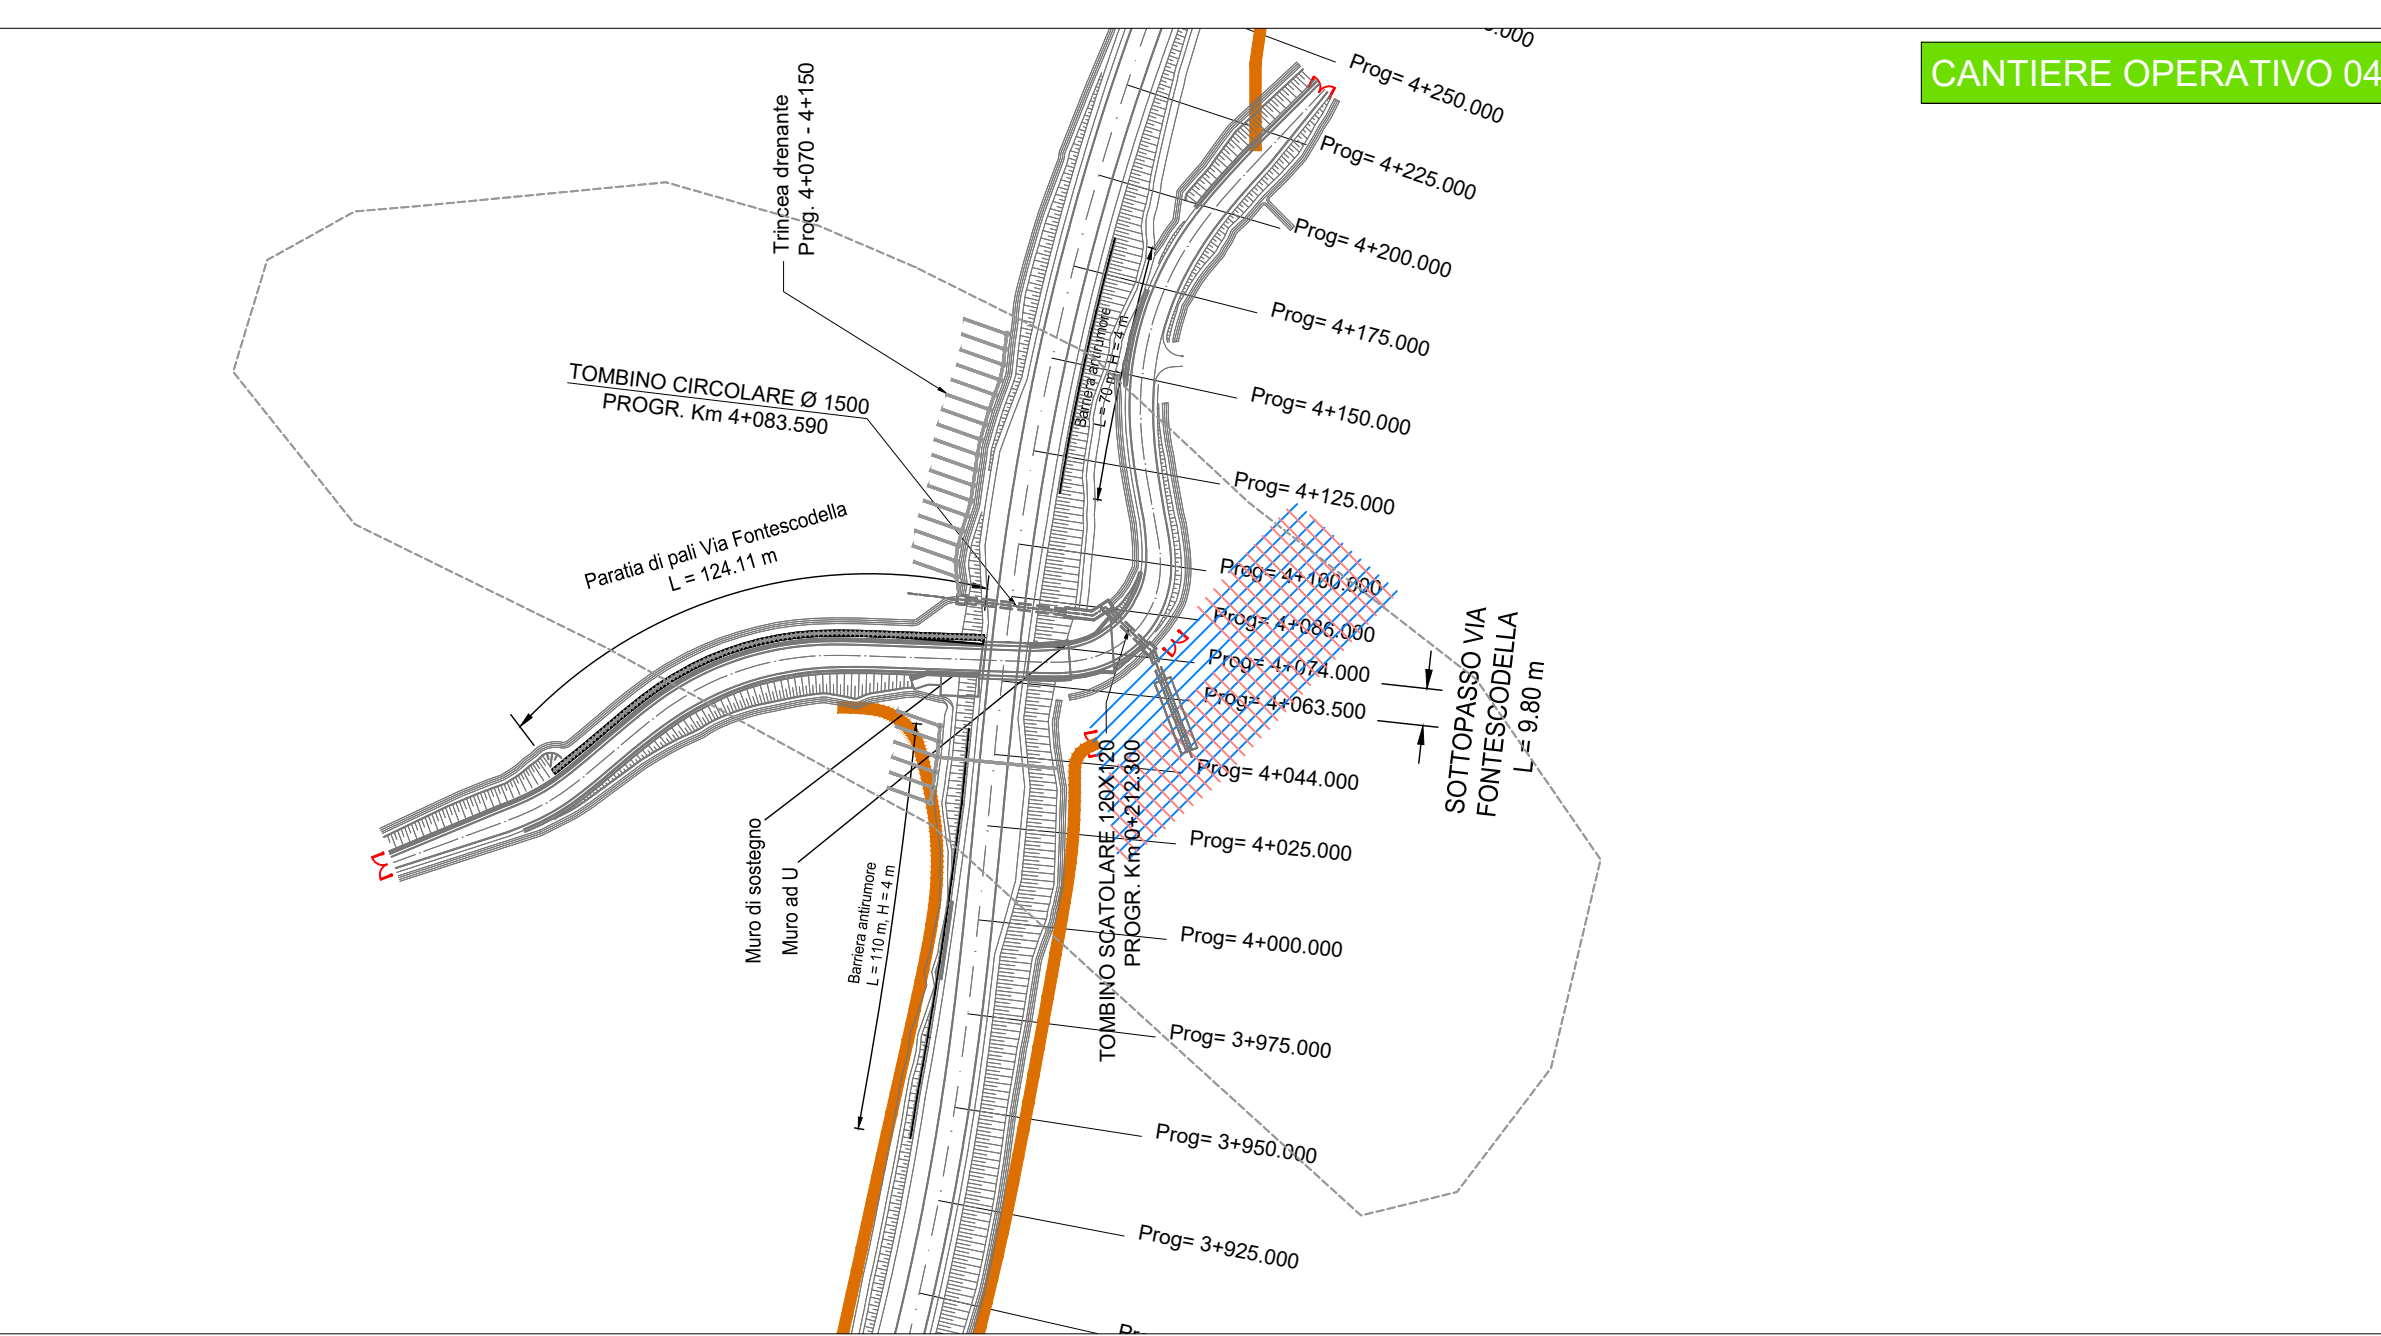 CANTIERE OPERATIVO 04
Prog= 4+250.000
Prog= 4+225.000
Prog= 4+200.000
Prog= 4+175.000
Prog= 4+150.000
Prog= 4+125.000
Prog= 4+100.000
Prog= 4+086.000
Prog= 4+074.000
Prog= 4+063.500
Prog= 4+044.000
Prog= 4+025.000
Prog= 4+000.000
Prog= 3+975.000
Prog= 3+950.000
Prog= 3+925.000
Trincea drenante
Prog. 4+070 - 4+150
TOMBINO CIRCOLARE Ø 1500
PROGR. Km 4+083.590
Paratia di pali Via Fontescodella
L = 124.11 m
Barriera antirumore
L = 70 m, H = 4 m
SOTTOPASSO VIA
FONTESCODELLA
L= 9.80 m
Muro di sostegno
Muro ad U
Barriera antirumore
L = 110 m, H = 4 m
TOMBINO SCATOLARE 120X120
PROGR. Km 0+212.300